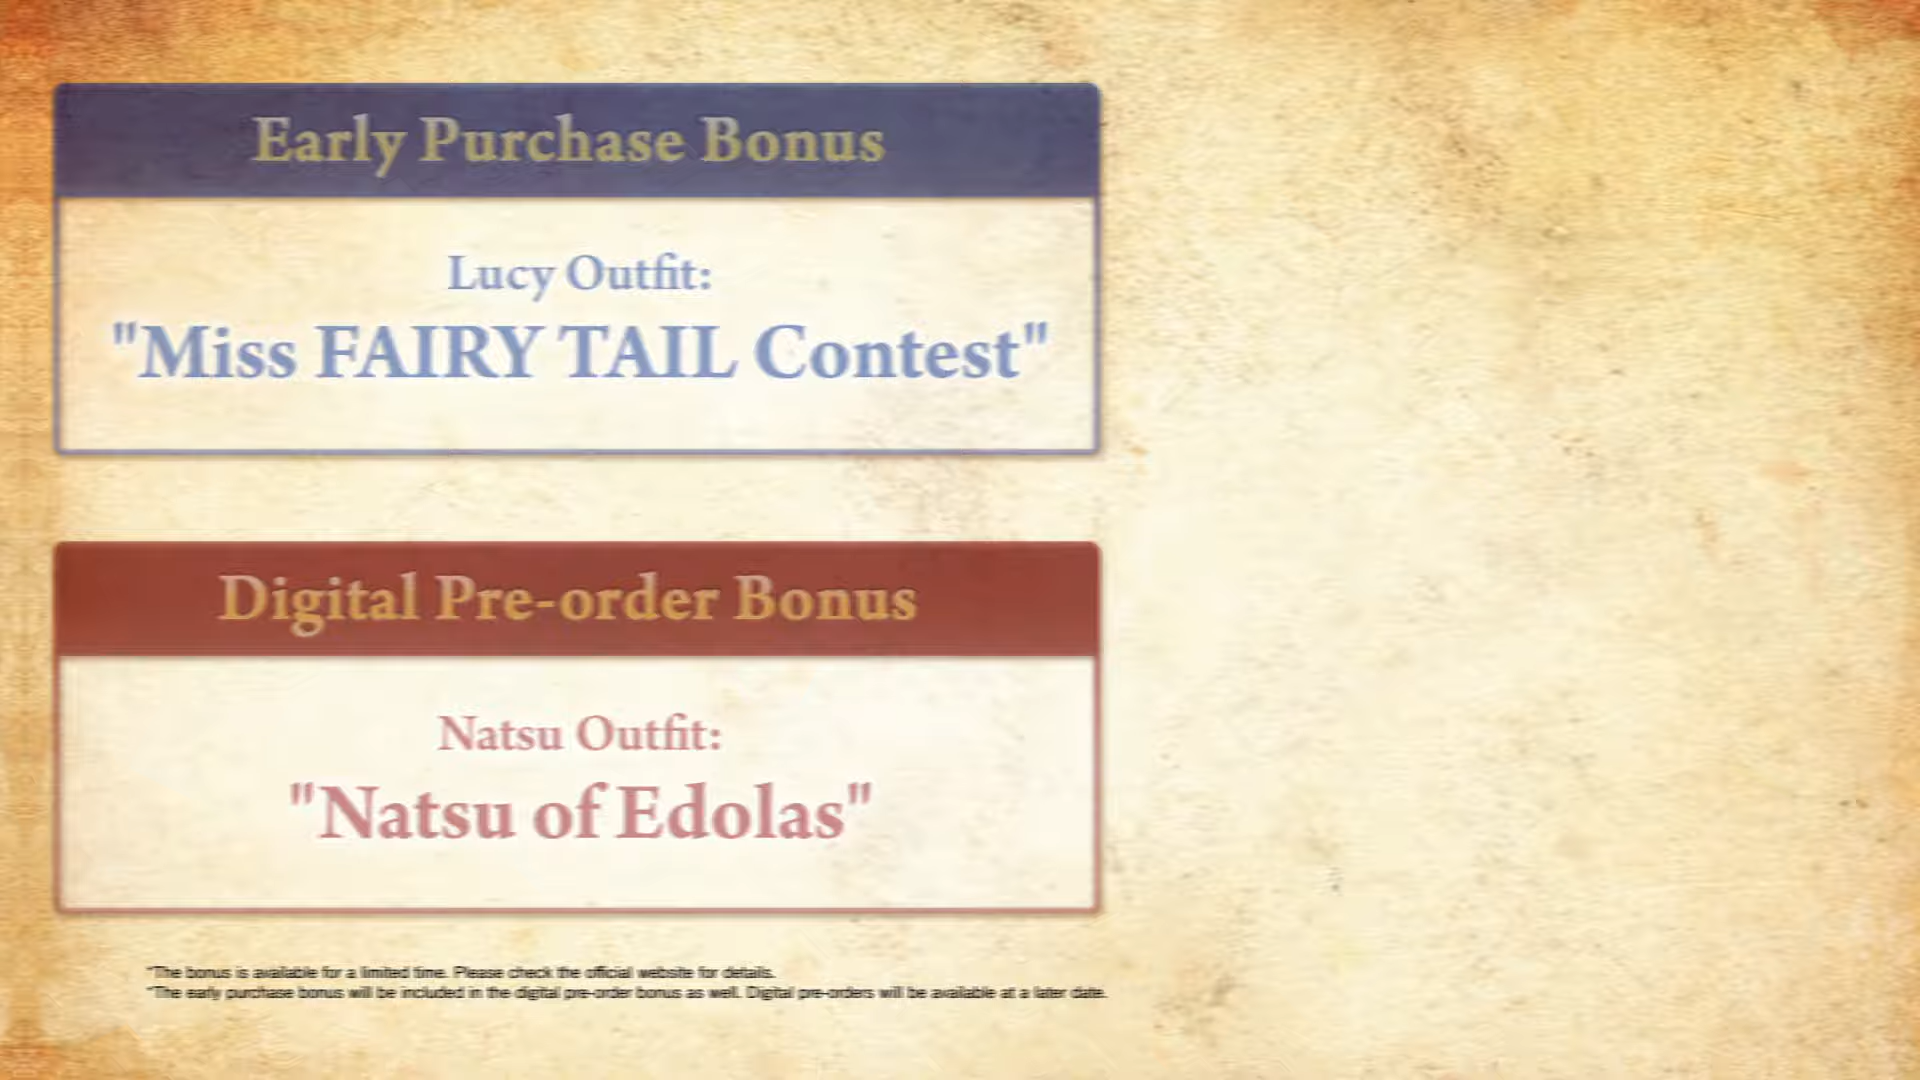 Early Purchase Bonus
Lucy Outfit:
"Miss FAIRY TAIL Contest"
Digital Pre-order Bonus
Natsu Outfit:
"Natsu of Edolas"
*The bonus is available for a limited time. Please check the official website for details.
*The early purchase bonus will be included in the digital pre-order bonus as well. Digital pre-orders will be available at a later date.